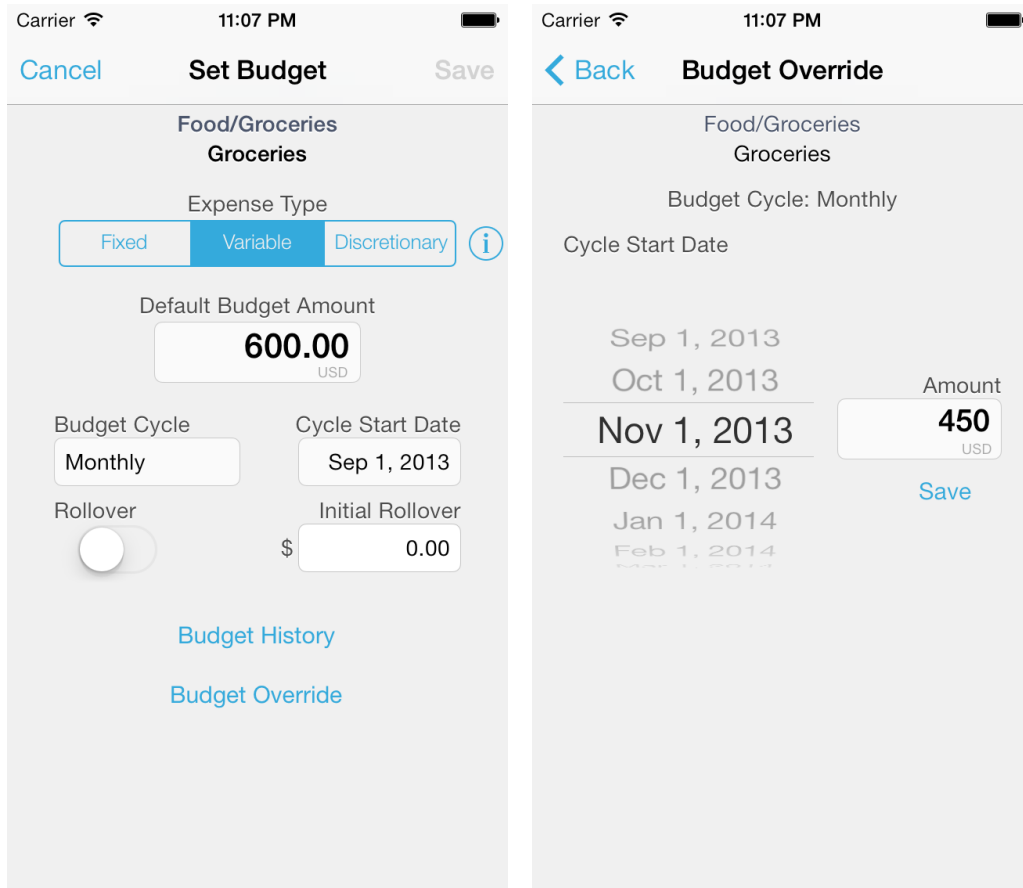 Carrier 11:07 PM
Cancel Set Budget Save
Food/Groceries
Groceries
Expense Type
Fixed Variable Discretionary i
Default Budget Amount
600.00
USD
Budget Cycle Cycle Start Date
Monthly Sep 1, 2013
Rollover Initial Rollover
$ 0.00
Budget History
Budget Override
Carrier 11:07 PM
Back Budget Override
Food/Groceries
Groceries
Budget Cycle: Monthly
Cycle Start Date
Sep 1, 2013
Oct 1, 2013
Nov 1, 2013
Dec 1, 2013
Jan 1, 2014
Feb 1, 2014
Amount
450
USD
Save